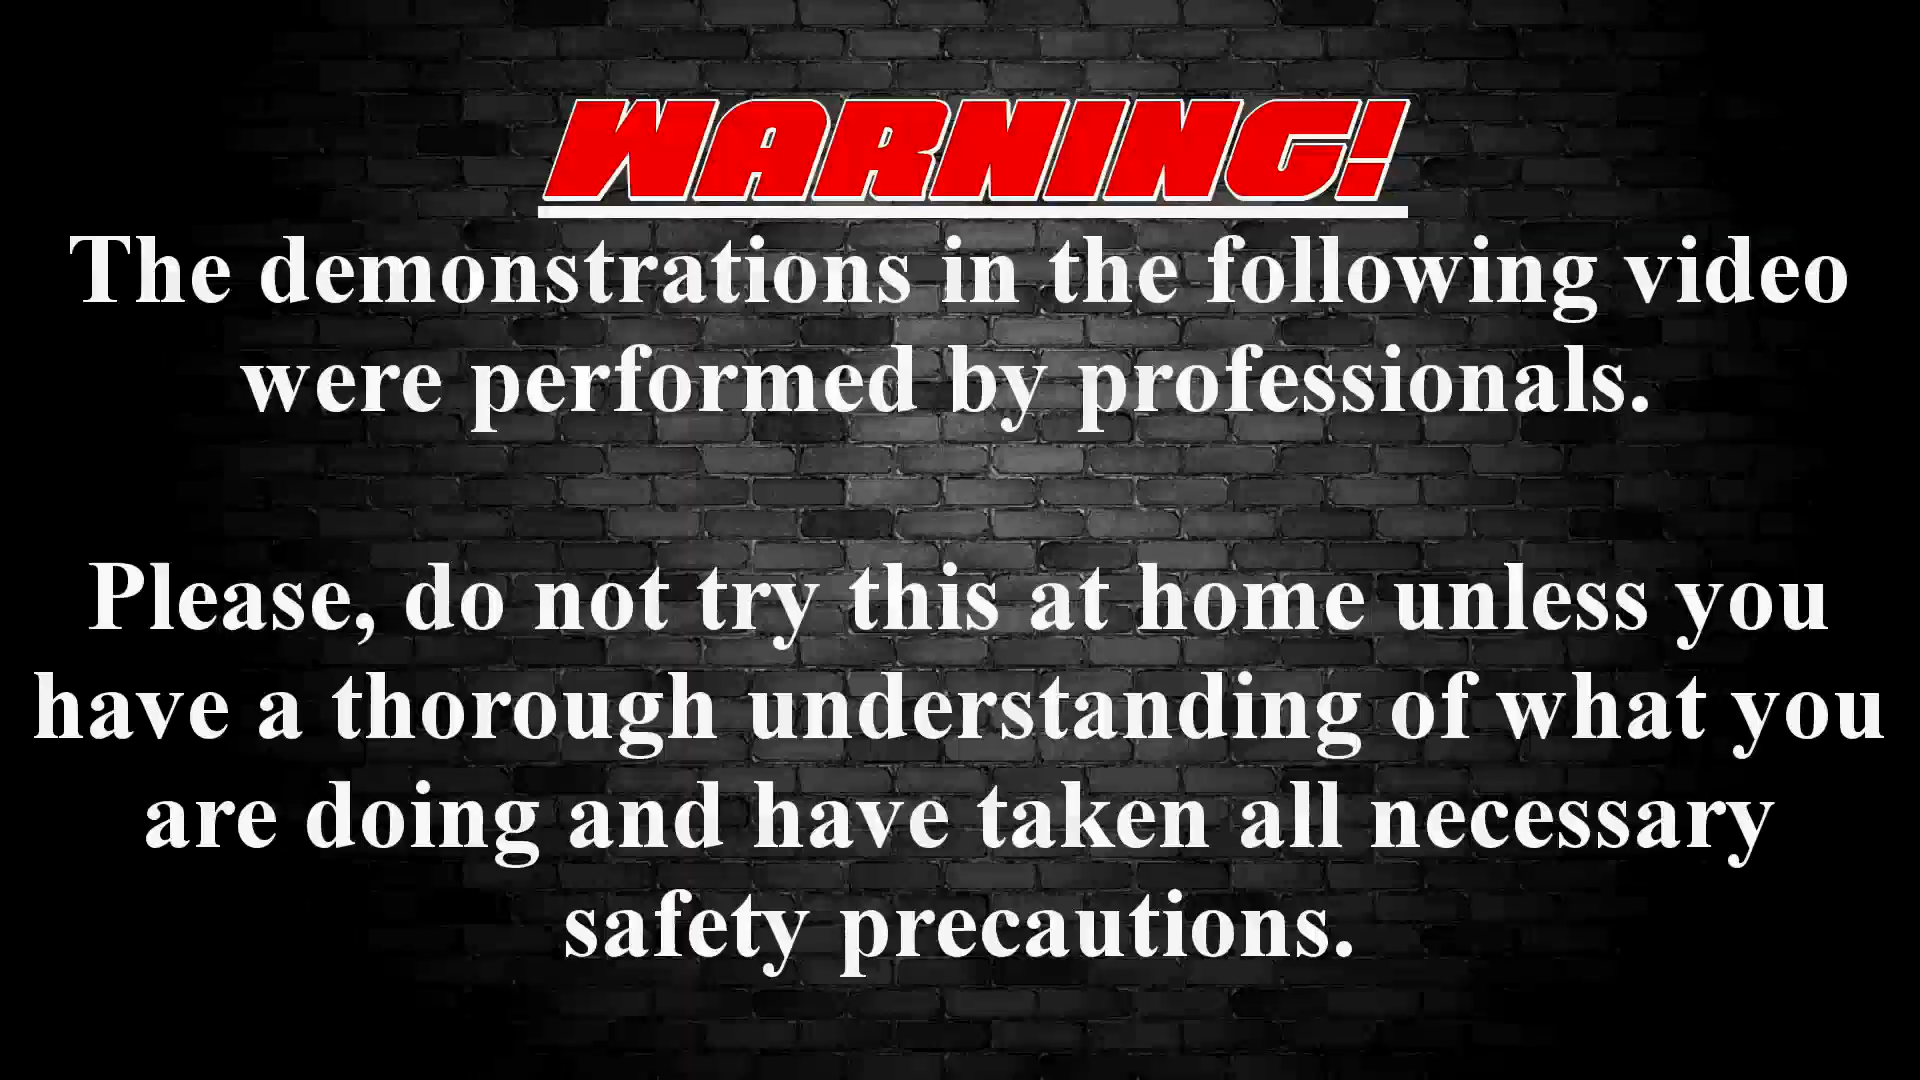 WARNING!
The demonstrations in the following video
were performed by professionals.
Please, do not try this at home unless you
have a thorough understanding of what you
are doing and have taken all necessary
safety precautions.